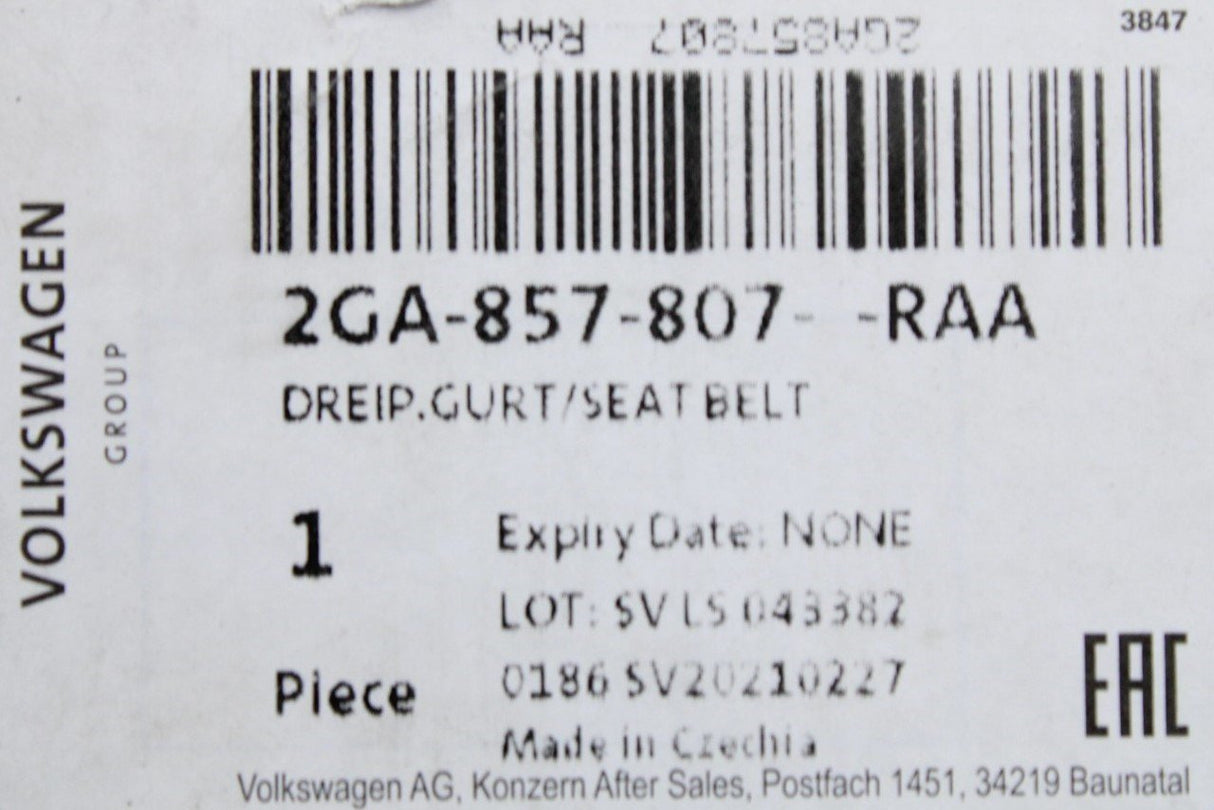 3847
2GA857807 RAA
VOLKSWAGEN
GROUP
2GA-857-807- -RAA
DREIP.GURT/SEAT BELT
1
Piece
Expiry Date: NONE
LOT: SV LS 043382
0186 SV20210227
Made in Czechia
EAC
Volkswagen AG, Konzern After Sales, Postfach 1451, 34219 Baunatal